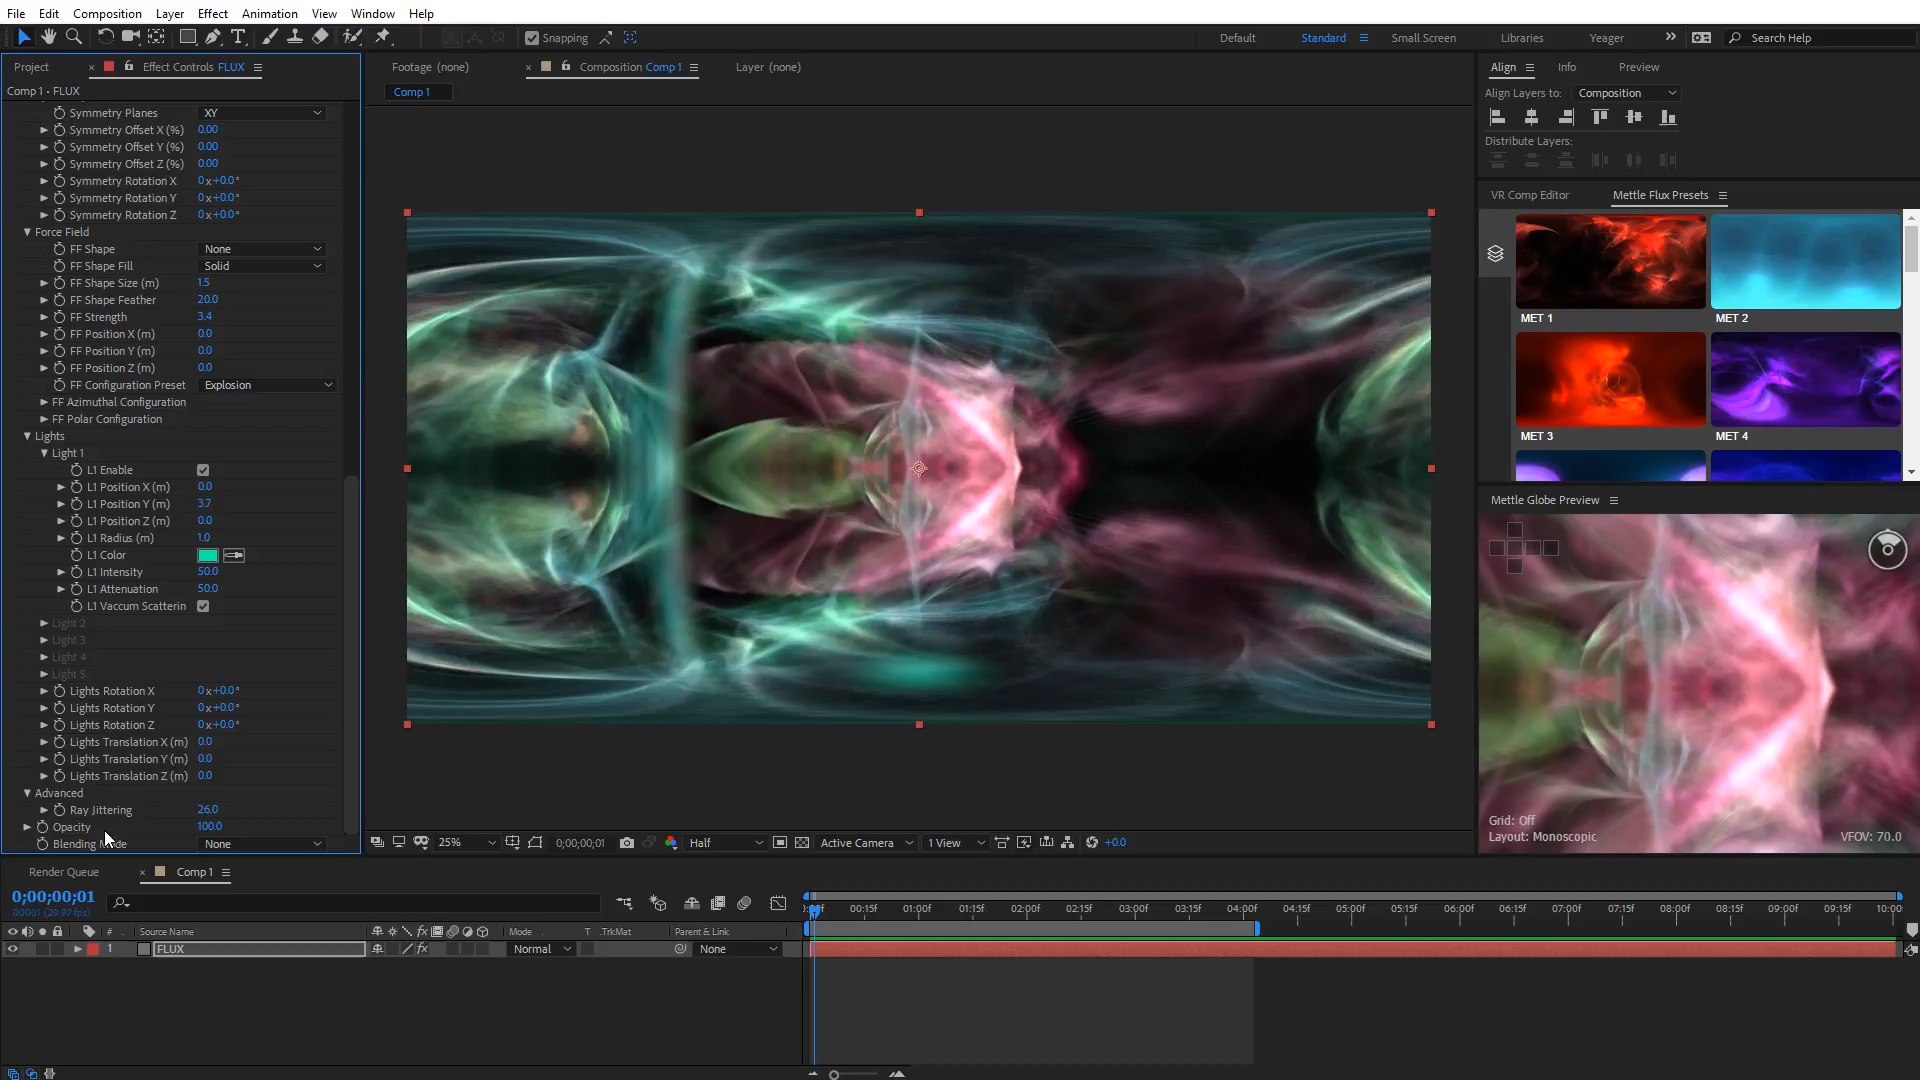 File Edit Composition Layer Effect Animation View Window Help
Snapping
Default Standard Small Screen Libraries Yeager Search Help
Project Effect Controls FLUX
Footage (none) Composition Comp 1 Layer (none)
Align Info Preview
Comp 1 • FLUX
Comp 1
Align Layers to: Composition
Distribute Layers:
Symmetry Planes XY
Symmetry Offset X (%) 0.00
Symmetry Offset Y (%) 0.00
Symmetry Offset Z (%) 0.00
Symmetry Rotation X 0x+0.0°
Symmetry Rotation Y 0x+0.0°
Symmetry Rotation Z 0x+0.0°
Force Field
FF Shape None
FF Shape Fill Solid
FF Shape Size (m) 1.5
FF Shape Feather 20.0
FF Strength 3.4
FF Position X (m) 0.0
FF Position Y (m) 0.0
FF Position Z (m) 0.0
FF Configuration Preset Explosion
FF Azimuthal Configuration
FF Polar Configuration
Lights
Light 1
L1 Enable
L1 Position X (m) 0.0
L1 Position Y (m) 3.7
L1 Position Z (m) 0.0
L1 Radius (m) 1.0
L1 Color
L1 Intensity 50.0
L1 Attenuation 50.0
L1 Vaccum Scatterin
Light 2
Light 3
Light 4
Light 5
Lights Rotation X 0x+0.0°
Lights Rotation Y 0x+0.0°
Lights Rotation Z 0x+0.0°
Lights Translation X (m) 0.0
Lights Translation Y (m) 0.0
Lights Translation Z (m) 0.0
Advanced
Ray Jittering 26.0
Opacity 100.0
Blending None
VR Comp Editor Mettle Flux Presets
MET 1 MET 2
MET 3 MET 4
Mettle Globe Preview
Grid: Off
Layout: Monoscopic VFOV: 70.0
25% 0;00;00;01 Half Active Camera 1 View +0.0
Render Queue Comp 1
0;00;00;01
00001 (29.97 fps)
00:15f 01:00f 01:15f 02:00f 02:15f 03:00f 03:15f 04:00f 04:15f 05:00f 05:15f 06:00f 06:15f 07:00f 07:15f 08:00f 08:15f 09:00f 09:15f 10:00
# Source Name Mode T .TrkMat Parent & Link
1 FLUX Normal None